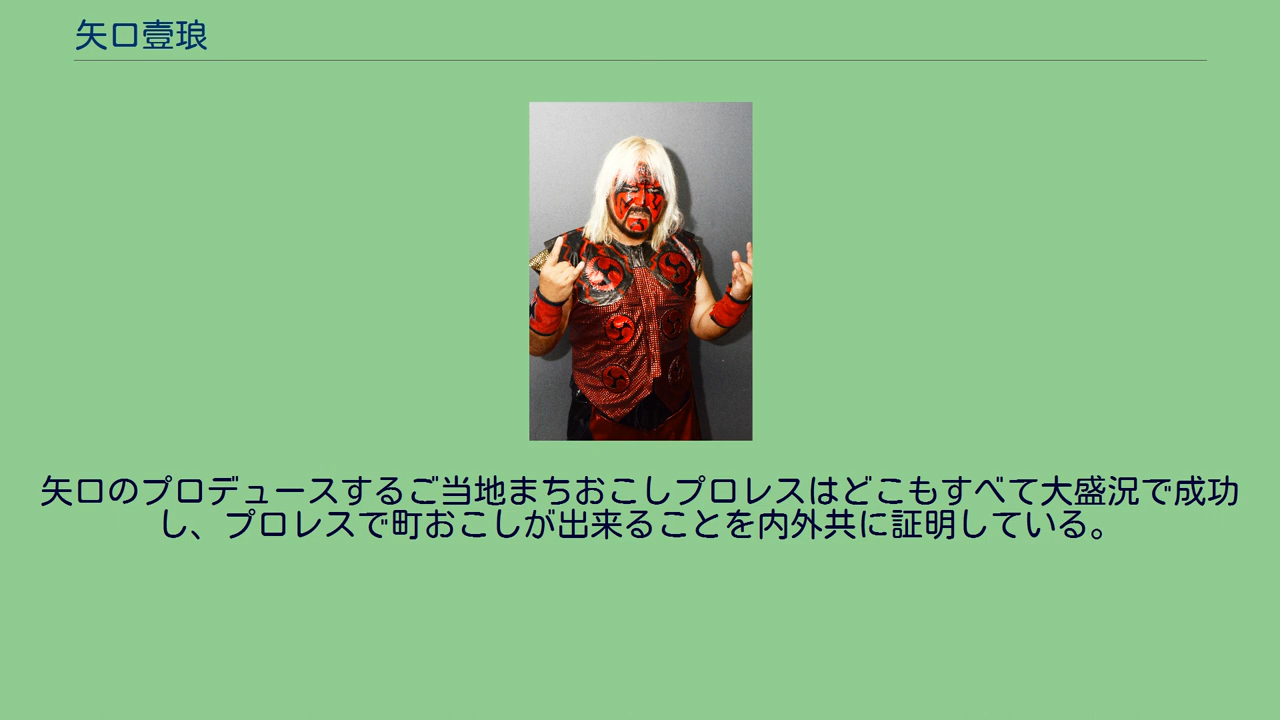 矢口壹琅
矢口のプロデュースするご当地まちおこしプロレスはどこもすべて大盛況で成功
し、プロレスで町おこしが出来ることを内外共に証明している。